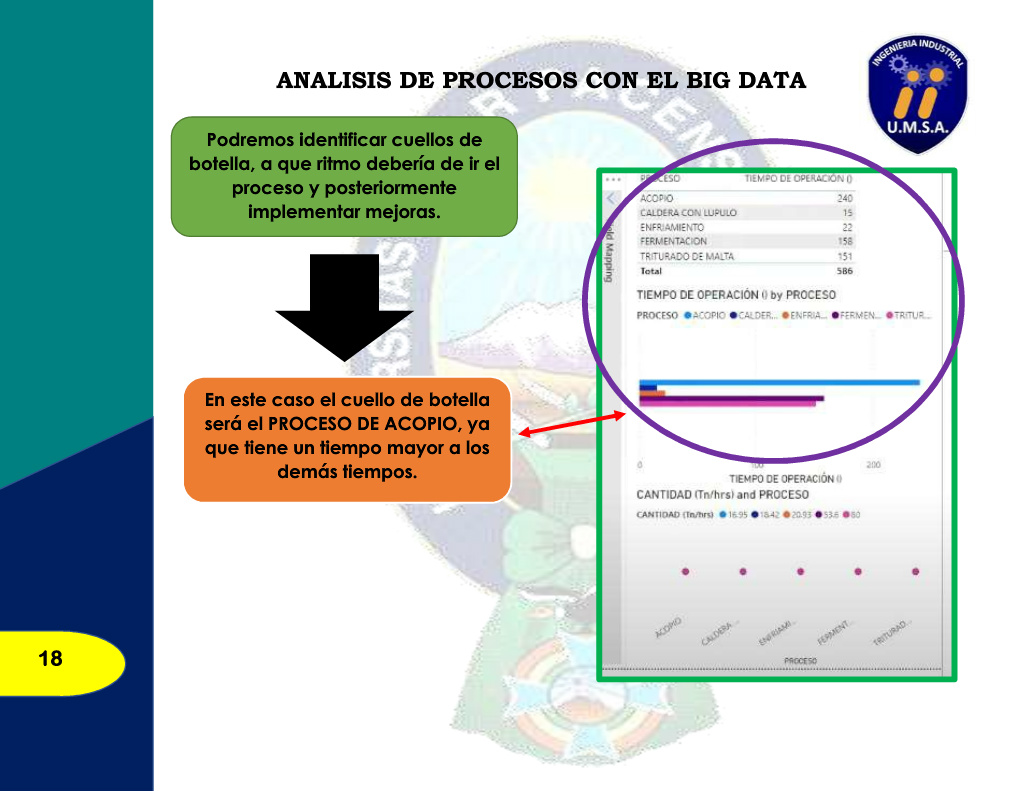 INGENIERIA INDUSTRIAL
U.M.S.A.
ANALISIS DE PROCESOS CON EL BIG DATA
Podremos identificar cuellos de
botella, a que ritmo debería de ir el
proceso y posteriormente
implementar mejoras.
En este caso el cuello de botella
será el PROCESO DE ACOPIO, ya
que tiene un tiempo mayor a los
demás tiempos.
PROCESO TIEMPO DE OPERACIÓN ()
ACOPIO 240
CALDERA CON LUPULO 15
ENFRIAMIENTO 22
FERMENTACION 158
TRITURADO DE MALTA 151
Total 586
Mapping
TIEMPO DE OPERACIÓN () by PROCESO
PROCESO ACOPIO CALDER... ENFRIA... FERMEN... TRITUR...
0 100 200
TIEMPO DE OPERACIÓN ()
CANTIDAD (Tn/hrs) and PROCESO
CANTIDAD (Tn/hrs) 16.95 18.42 20.93 53.6 60
ACOPIO CALDERA... ENFRIAMI... FERMENT... TRITURAD...
PROCESO
18